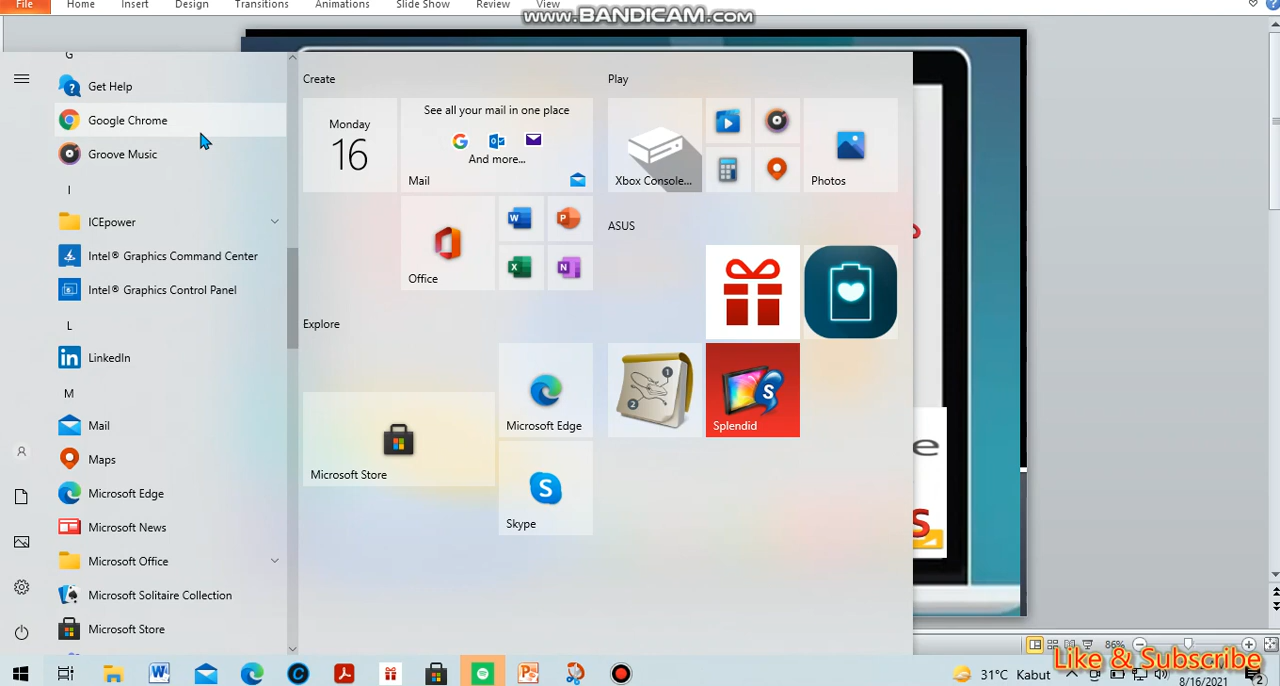 File Home Insert Design Transitions Animations Slide Show Review View
www.BANDICAM.com
G
Get Help
Google Chrome
Groove Music
I
ICEpower
Intel® Graphics Command Center
Intel® Graphics Control Panel
L
LinkedIn
M
Mail
Maps
Microsoft Edge
Microsoft News
Microsoft Office
Microsoft Solitaire Collection
Microsoft Store
Create
Monday
16
See all your mail in one place
And more...
Mail
Office
Explore
Microsoft Edge
Microsoft Store
Skype
Play
Xbox Console...
Photos
ASUS
Splendid
e
s
86%
Like & Subscribe
31°C Kabut
8/16/2021
2